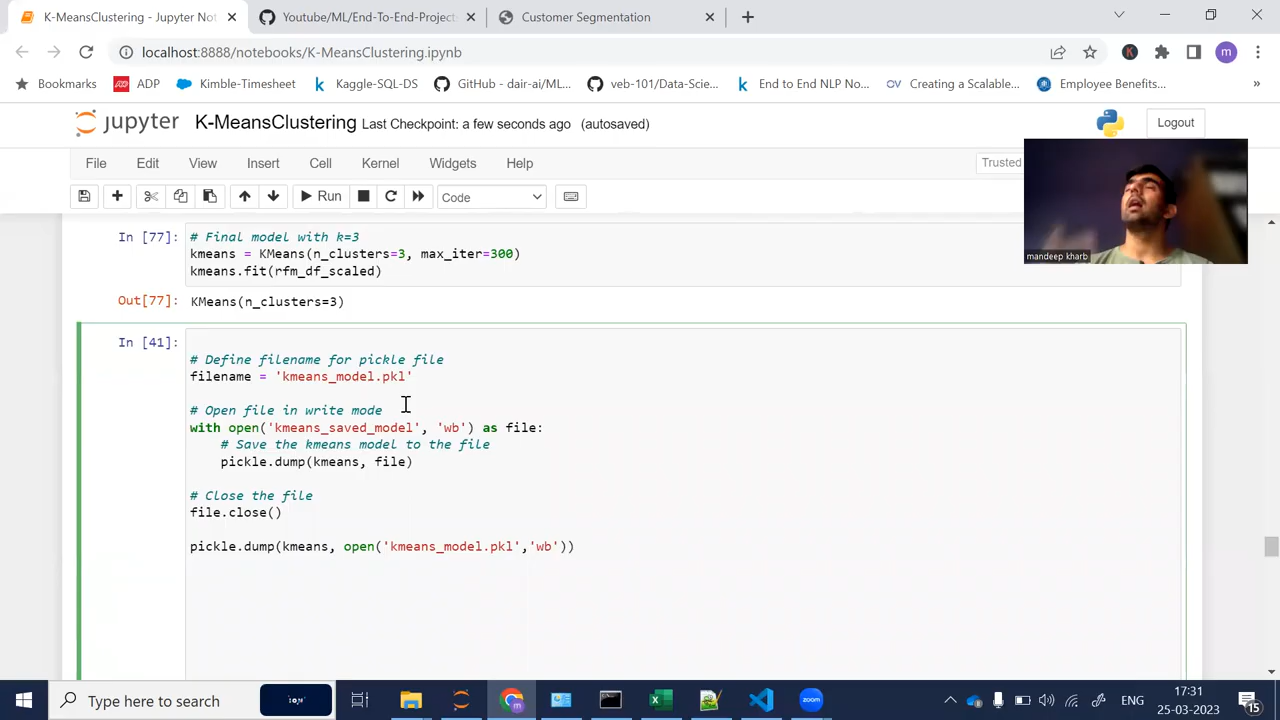 K-MeansClustering - Jupyter Not
Youtube/ML/End-To-End-Projects
Customer Segmentation
localhost:8888/notebooks/K-MeansClustering.ipynb
K
m
Bookmarks
ADP
Kimble-Timesheet
Kaggle-SQL-DS
GitHub - dair-ai/ML...
veb-101/Data-Scie...
End to End NLP No...
Creating a Scalable...
Employee Benefits...
»
jupyter
K-MeansClustering Last Checkpoint: a few seconds ago (autosaved)
Logout
File Edit View Insert Cell Kernel Widgets Help
Trusted
Run
Code
mandeep kharb
In [77]:
# Final model with k=3
kmeans = KMeans(n_clusters=3, max_iter=300)
kmeans.fit(rfm_df_scaled)
Out[77]: KMeans(n_clusters=3)
In [41]:
# Define filename for pickle file
filename = 'kmeans_model.pkl'
# Open file in write mode
with open('kmeans_saved_model', 'wb') as file:
# Save the kmeans model to the file
pickle.dump(kmeans, file)
# Close the file
file.close()
pickle.dump(kmeans, open('kmeans_model.pkl','wb'))
Type here to search
zoom
ENG
17:31
25-03-2023
15